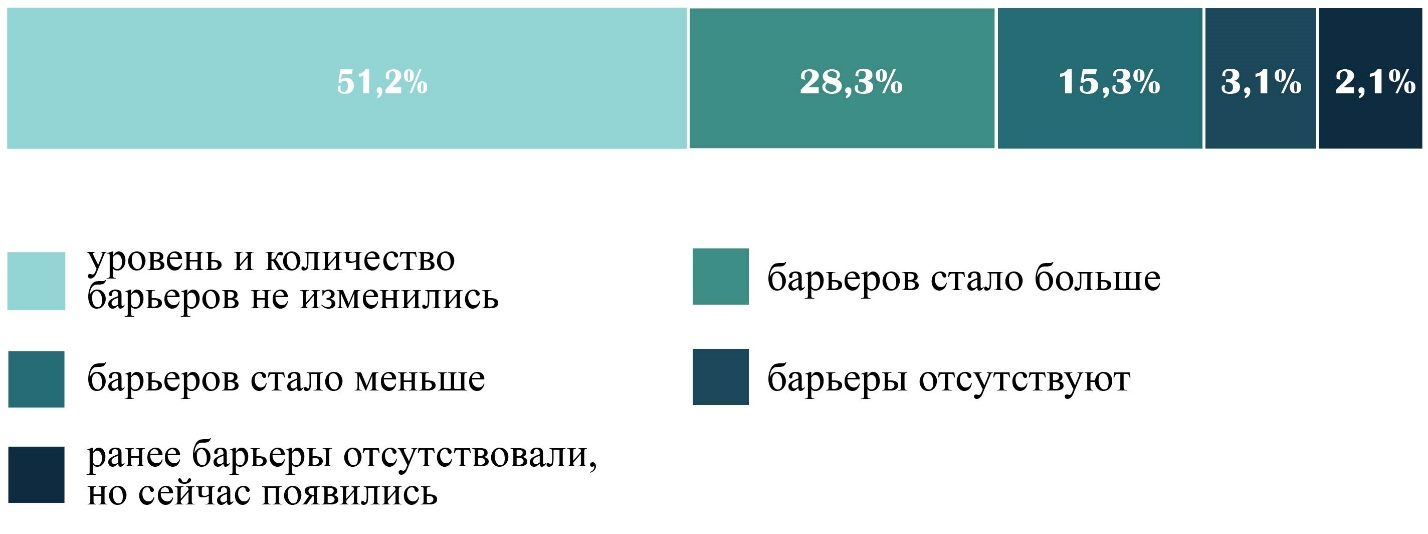 51,2% 28,3% 15,3% 3,1% 2,1%
уровень и количество
барьеров не изменились
барьеров стало больше
барьеров стало меньше
барьеры отсутствуют
ранее барьеры отсутствовали,
но сейчас появились